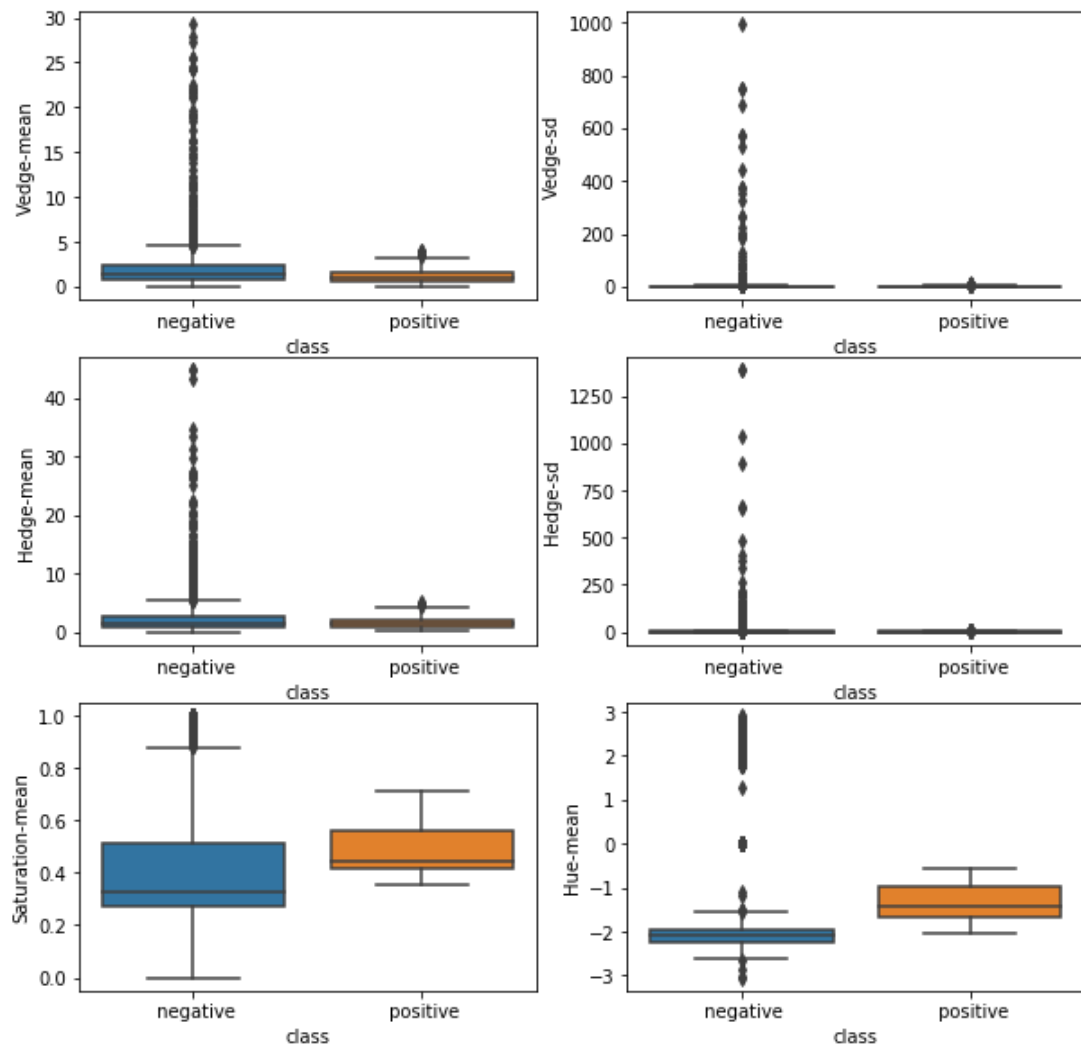 30
25
20
15
10
5
0
Vedge-mean
negative positive
class
1000
800
600
400
200
0
Vedge-sd
negative positive
class
40
30
20
10
0
Hedge-mean
negative positive
class
1250
1000
750
500
250
0
Hedge-sd
negative positive
class
1.0
0.8
0.6
0.4
0.2
0.0
Saturation-mean
negative positive
class
3
2
1
0
−1
−2
−3
Hue-mean
negative positive
class